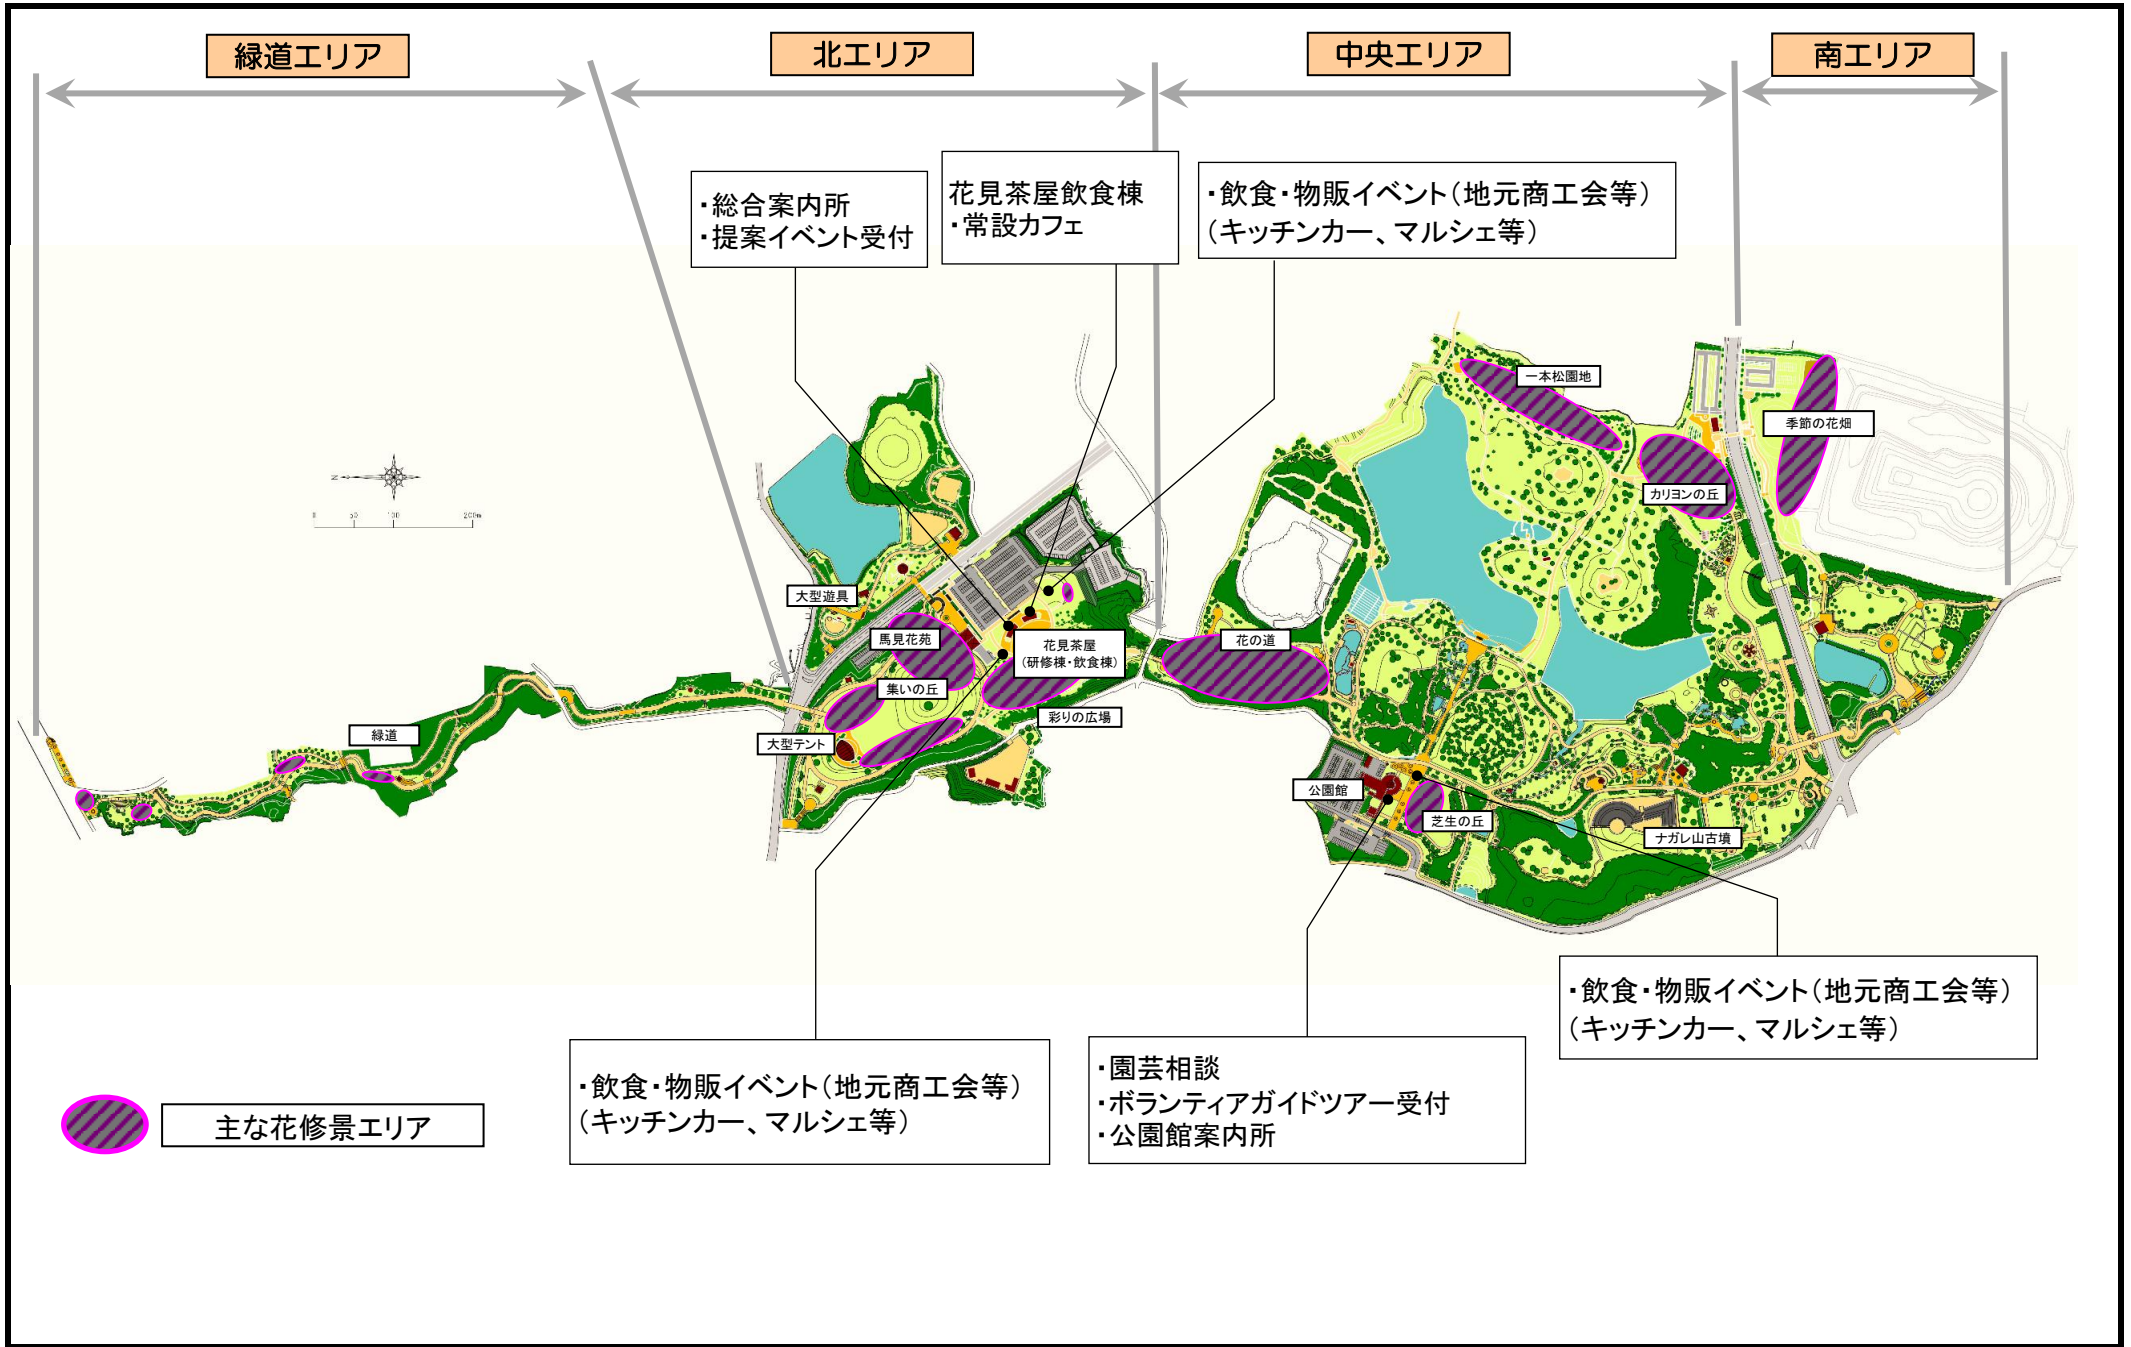 緑道エリア
北エリア
中央エリア
南エリア
・総合案内所
・提案イベント受付
花見茶屋飲食棟
・常設カフェ
・飲食・物販イベント（地元商工会等）
（キッチンカー、マルシェ等）
一本松園地
季節の花畑
カリヨンの丘
N
0 50 100 200m
大型遊具
馬見花苑
花見茶屋
（研修棟・飲食棟）
花の道
集いの丘
彩りの広場
緑道
大型テント
公園館
芝生の丘
ナガレ山古墳
・飲食・物販イベント（地元商工会等）
（キッチンカー、マルシェ等）
・飲食・物販イベント（地元商工会等）
（キッチンカー、マルシェ等）
・園芸相談
・ボランティアガイドツアー受付
・公園館案内所
主な花修景エリア